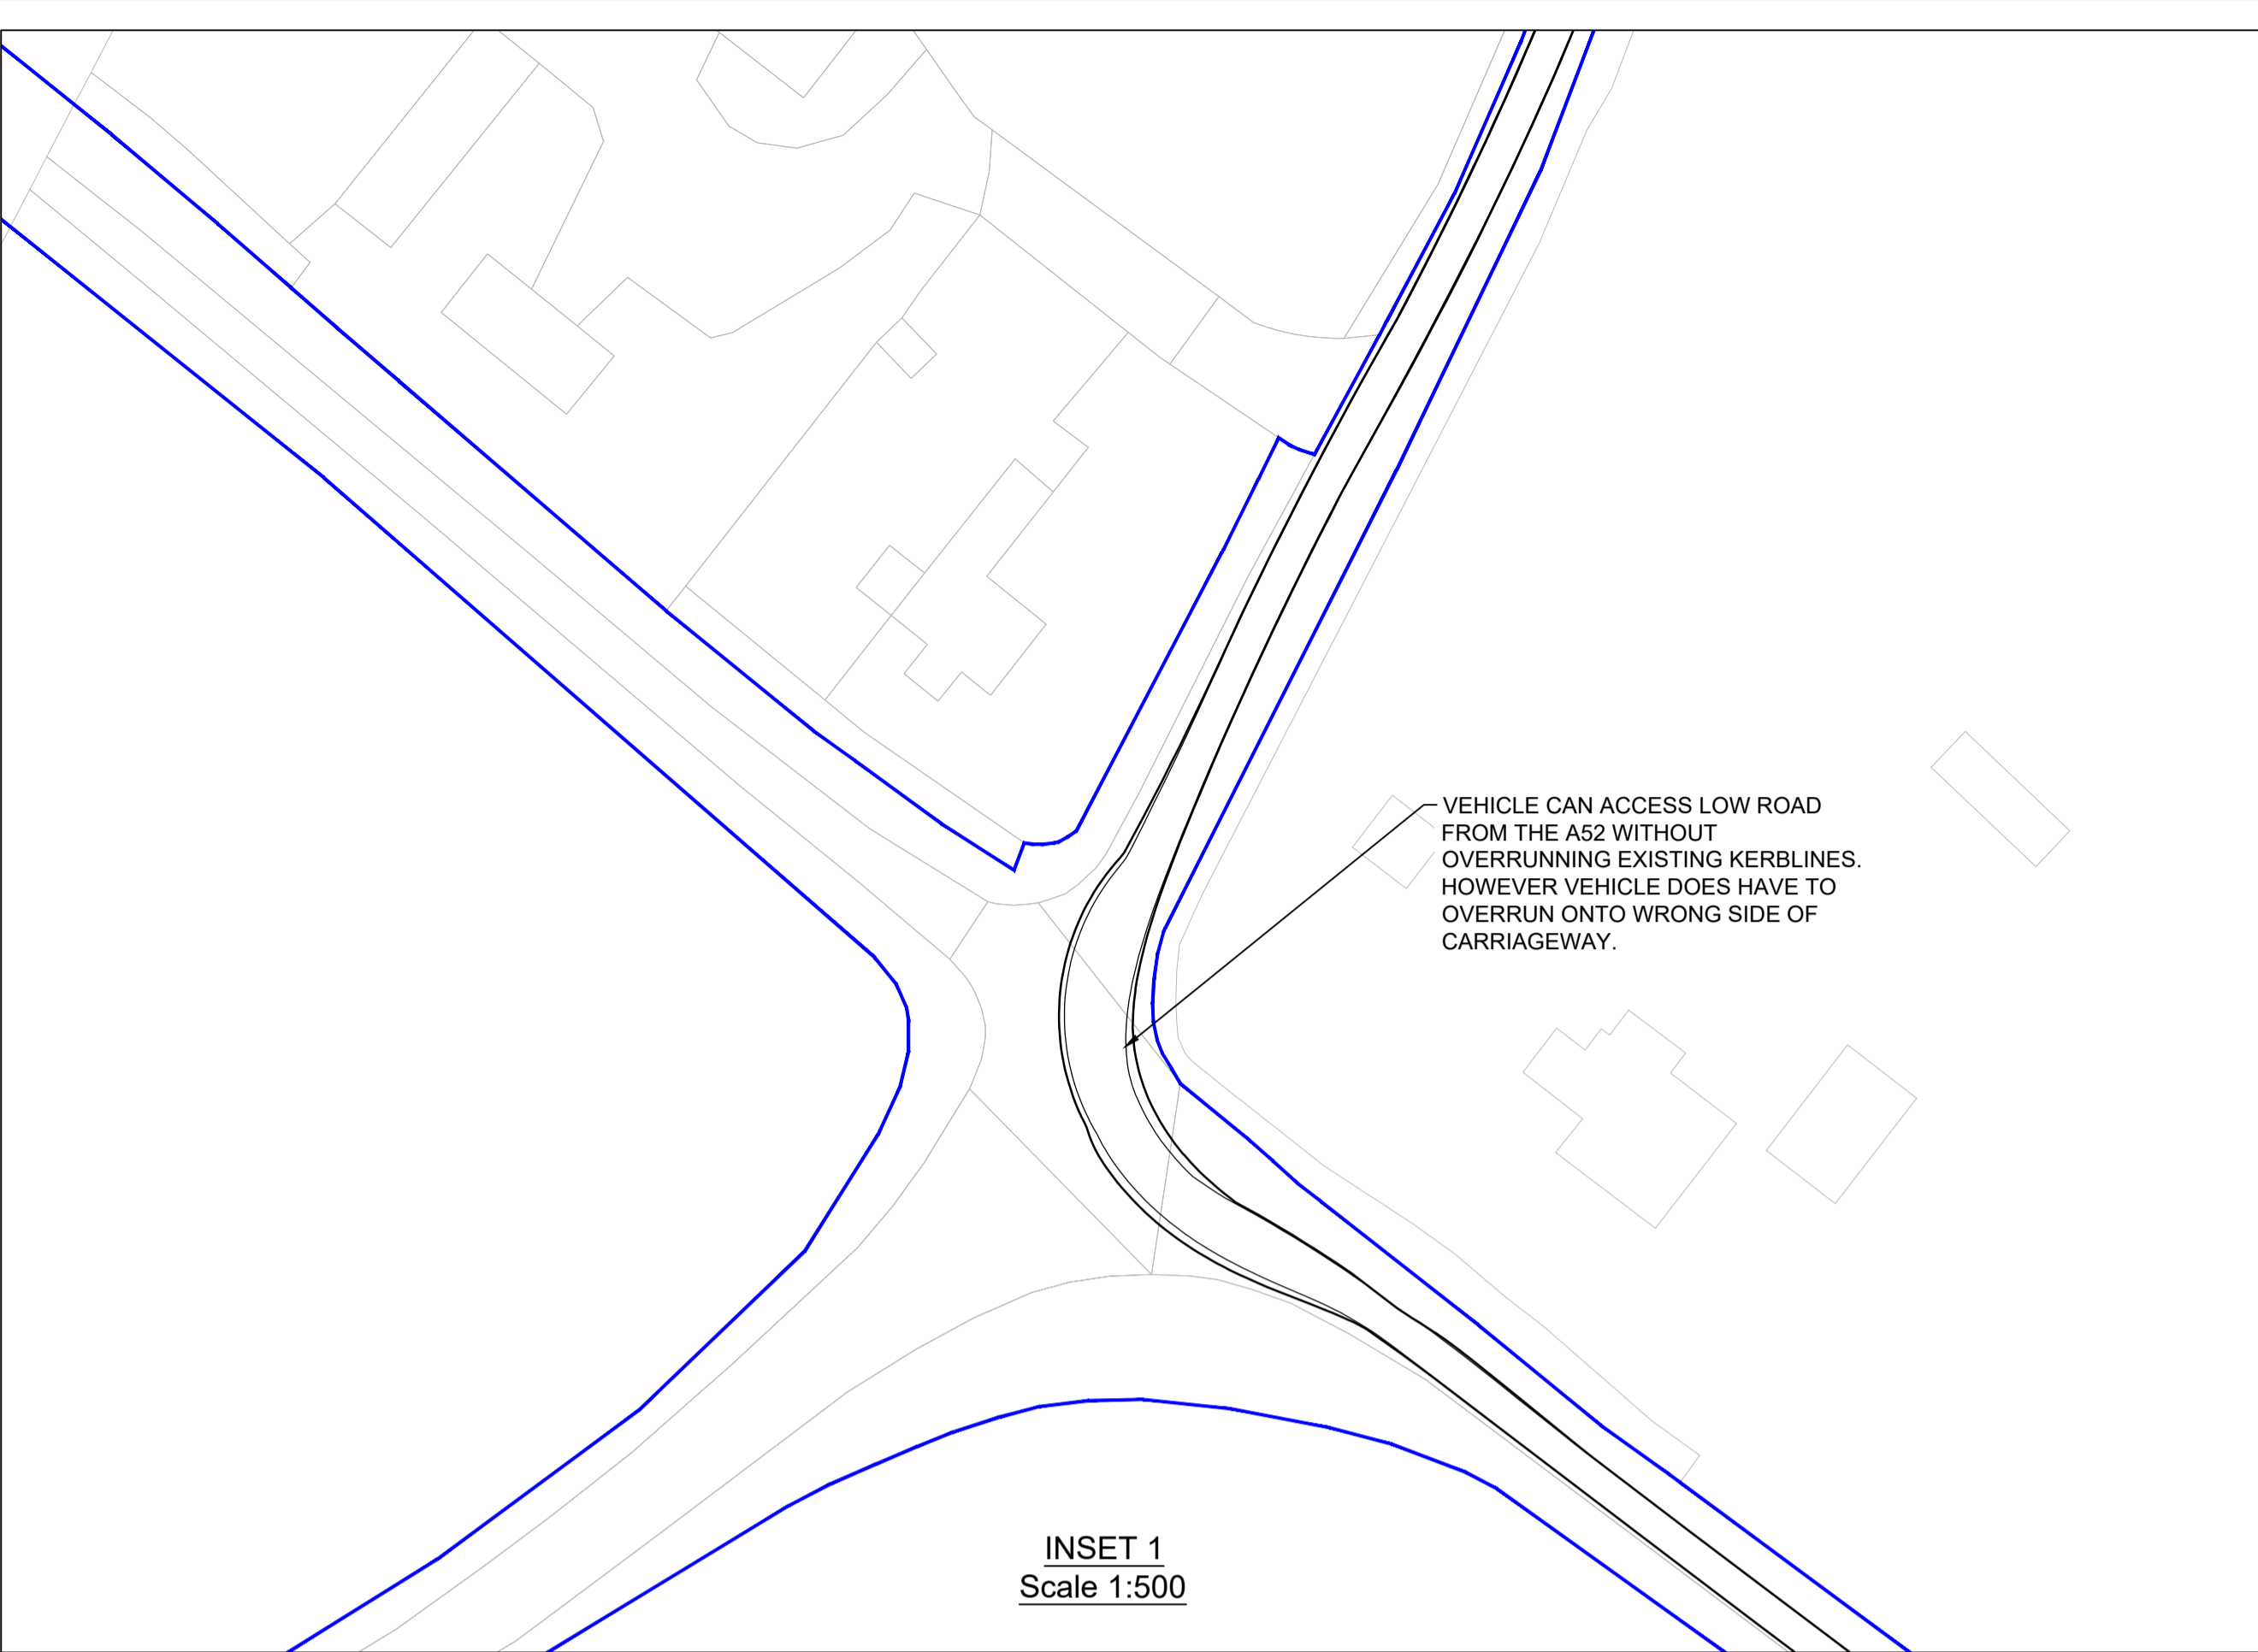 VEHICLE CAN ACCESS LOW ROAD
FROM THE A52 WITHOUT
OVERRUNNING EXISTING KERBLINES.
HOWEVER VEHICLE DOES HAVE TO
OVERRUN ONTO WRONG SIDE OF
CARRIAGEWAY.
INSET 1
Scale 1:500